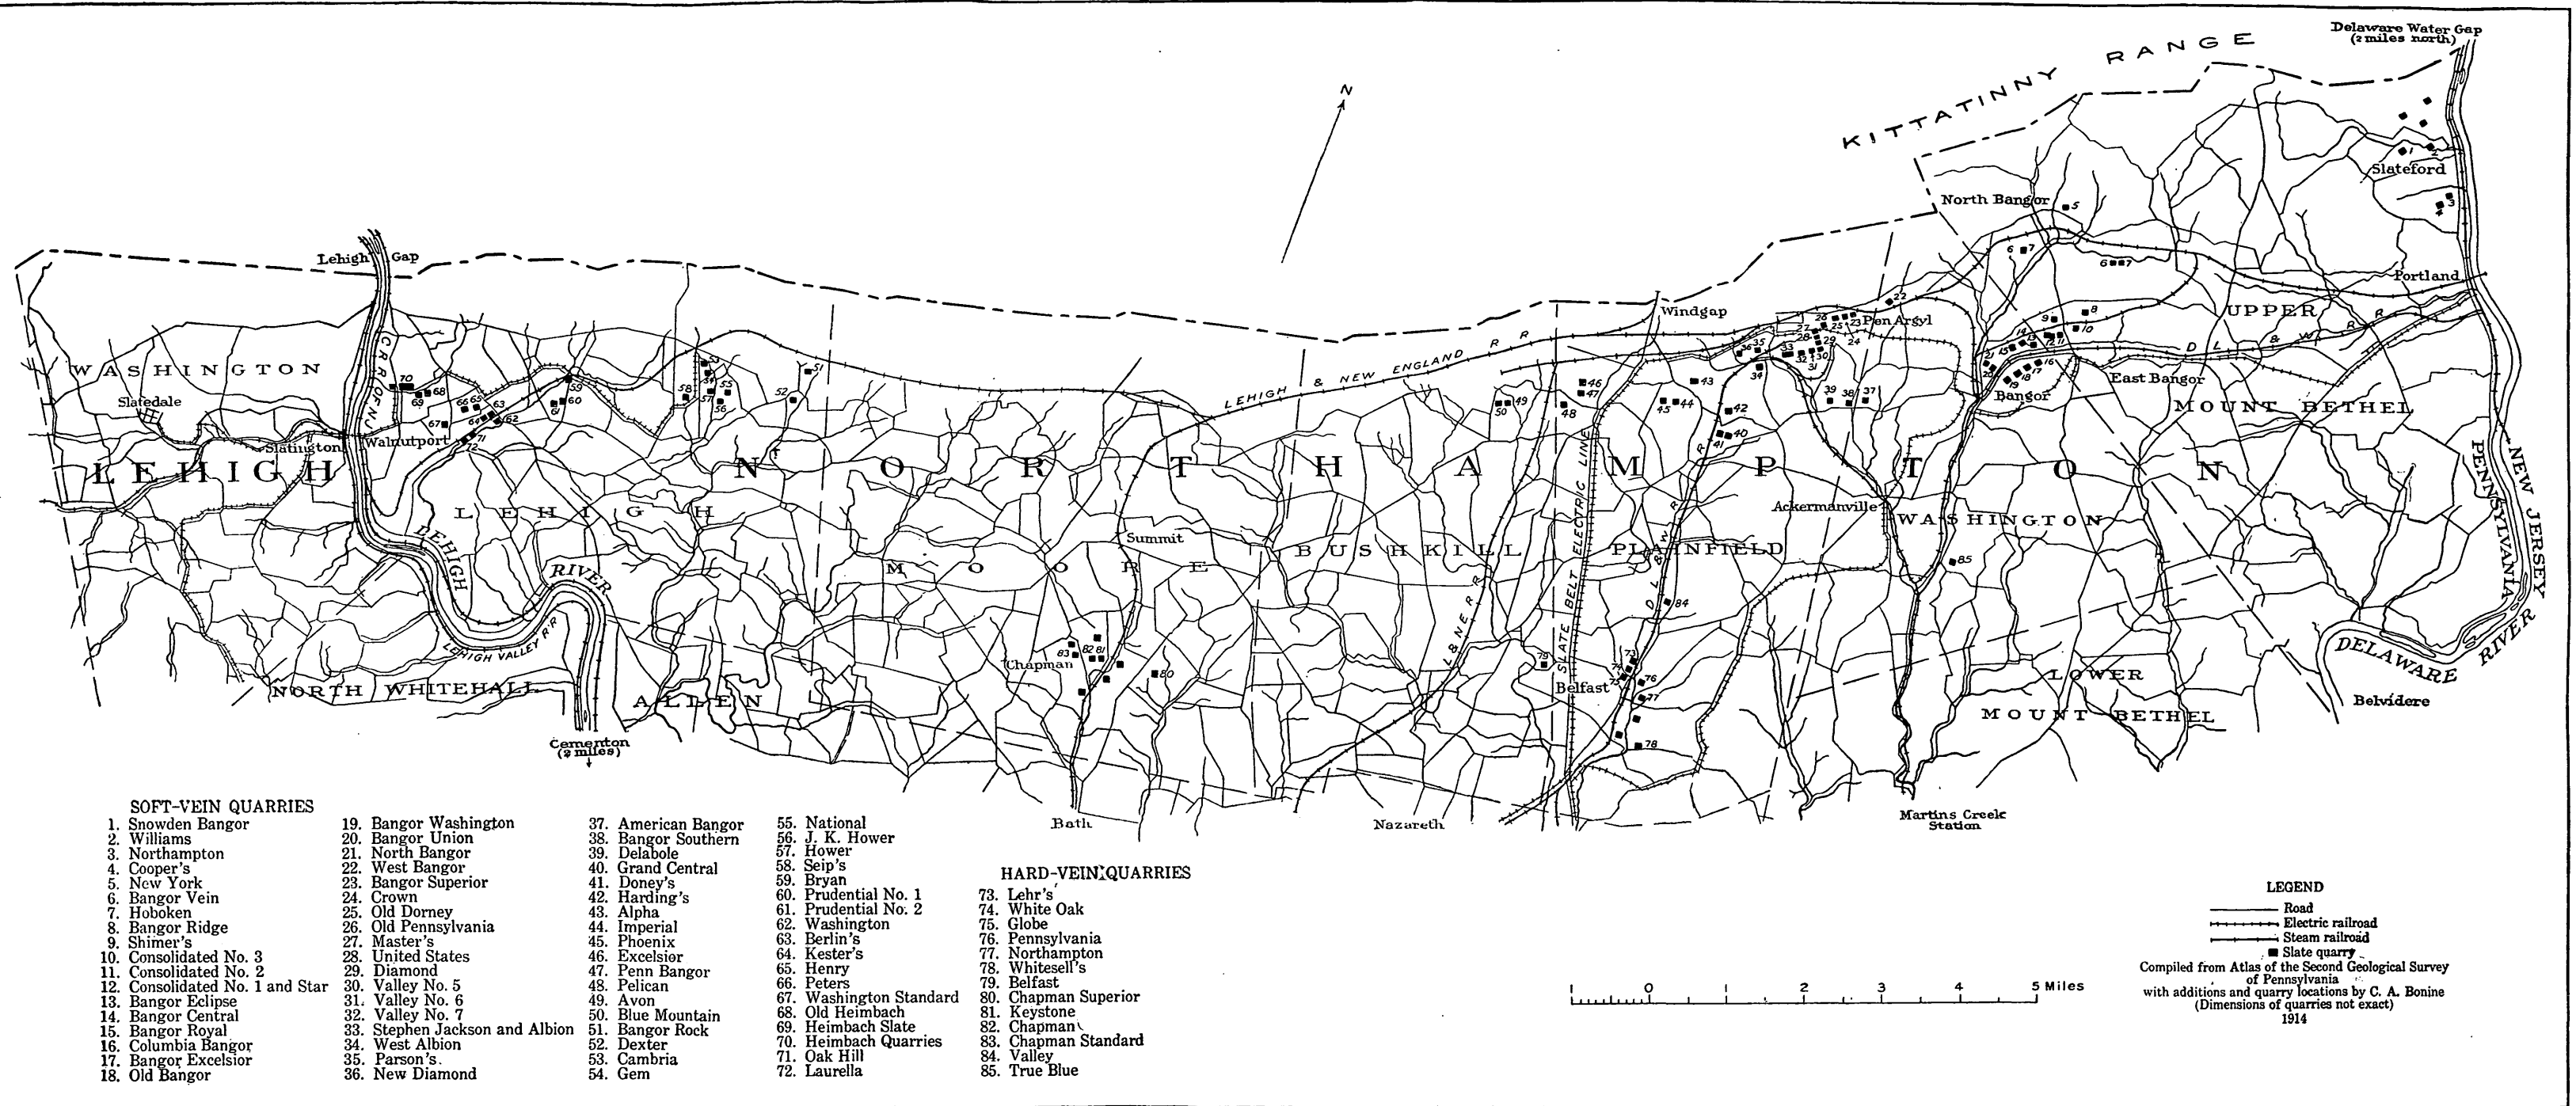 Delaware Water Gap
(2 miles north)
KITTATINNY RANGE
N
Slateford
North Bangor
Lehigh Gap
Portland
Windgap
Pen Argyl
UPPER
MOUNT BETHEL
C R R OF N J
WASHINGTON
Slatedale
LEHIGH & NEW ENGLAND R R
D L & W R R
East Bangor
Bangor
Walnutport
Slatington
LEHIGH
NORTHAMPTON
SLATE BELT ELECTRIC LINE
PENNSYLVANIA
NEW JERSEY
LEHIGH
Ackermanville
WASHINGTON
LEHIGH RIVER
Summit
MOORE
BUSHKILL
PLAINFIELD
D L & W R R
L & N E R R
LEHIGH VALLEY R R
Chapman
Belfast
DELAWARE RIVER
LOWER
MOUNT BETHEL
Belvidere
NORTH WHITEHALL
ALLEN
Cementon
(2 miles)
Bath
Nazareth
Martins Creek
Station
SOFT-VEIN QUARRIES
1. Snowden Bangor
2. Williams
3. Northampton
4. Cooper's
5. New York
6. Bangor Vein
7. Hoboken
8. Bangor Ridge
9. Shimer's
10. Consolidated No. 3
11. Consolidated No. 2
12. Consolidated No. 1 and Star
13. Bangor Eclipse
14. Bangor Central
15. Bangor Royal
16. Columbia Bangor
17. Bangor Excelsior
18. Old Bangor
19. Bangor Washington
20. Bangor Union
21. North Bangor
22. West Bangor
23. Bangor Superior
24. Crown
25. Old Dorney
26. Old Pennsylvania
27. Master's
28. United States
29. Diamond
30. Valley No. 5
31. Valley No. 6
32. Valley No. 7
33. Stephen Jackson and Albion
34. West Albion
35. Parson's
36. New Diamond
37. American Bangor
38. Bangor Southern
39. Delabole
40. Grand Central
41. Doney's
42. Harding's
43. Alpha
44. Imperial
45. Phoenix
46. Excelsior
47. Penn Bangor
48. Pelican
49. Avon
50. Blue Mountain
51. Bangor Rock
52. Dexter
53. Cambria
54. Gem
55. National
56. J. K. Hower
57. Hower
58. Seip's
59. Bryan
60. Prudential No. 1
61. Prudential No. 2
62. Washington
63. Berlin's
64. Kester's
65. Henry
66. Peters
67. Washington Standard
68. Old Heimbach
69. Heimbach Slate
70. Heimbach Quarries
71. Oak Hill
72. Laurella
HARD-VEIN QUARRIES
73. Lehr's
74. White Oak
75. Globe
76. Pennsylvania
77. Northampton
78. Whitesell's
79. Belfast
80. Chapman Superior
81. Keystone
82. Chapman
83. Chapman Standard
84. Valley
85. True Blue
1 0 1 2 3 4 5 Miles
LEGEND
Road
Electric railroad
Steam railroad
Slate quarry
Compiled from Atlas of the Second Geological Survey
of Pennsylvania
with additions and quarry locations by C. A. Bonine
(Dimensions of quarries not exact)
1914